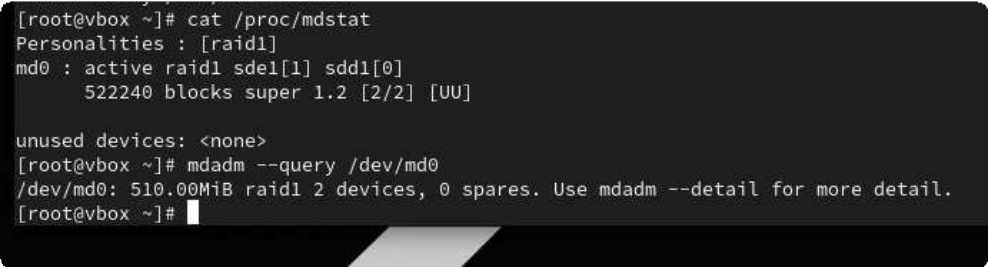 [root@vbox ~]# cat /proc/mdstat
Personalities : [raid1]
md0 : active raid1 sde1[1] sdd1[0]
      522240 blocks super 1.2 [2/2] [UU]

unused devices: <none>
[root@vbox ~]# mdadm --query /dev/md0
/dev/md0: 510.00MiB raid1 2 devices, 0 spares. Use mdadm --detail for more detail.
[root@vbox ~]#